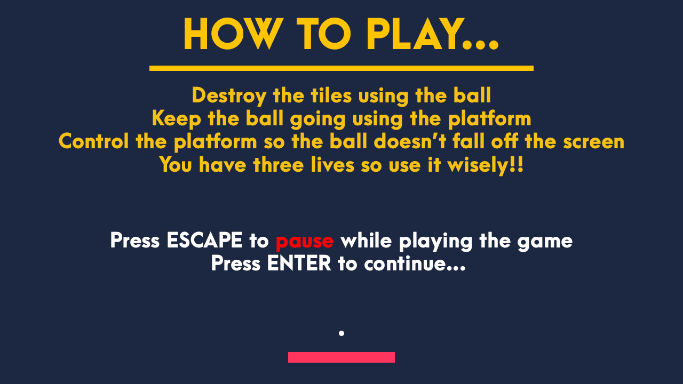 HOW TO PLAY...
Destroy the tiles using the ball
Keep the ball going using the platform
Control the platform so the ball doesn't fall off the screen
You have three lives so use it wisely!!
Press ESCAPE to pause while playing the game
Press ENTER to continue...